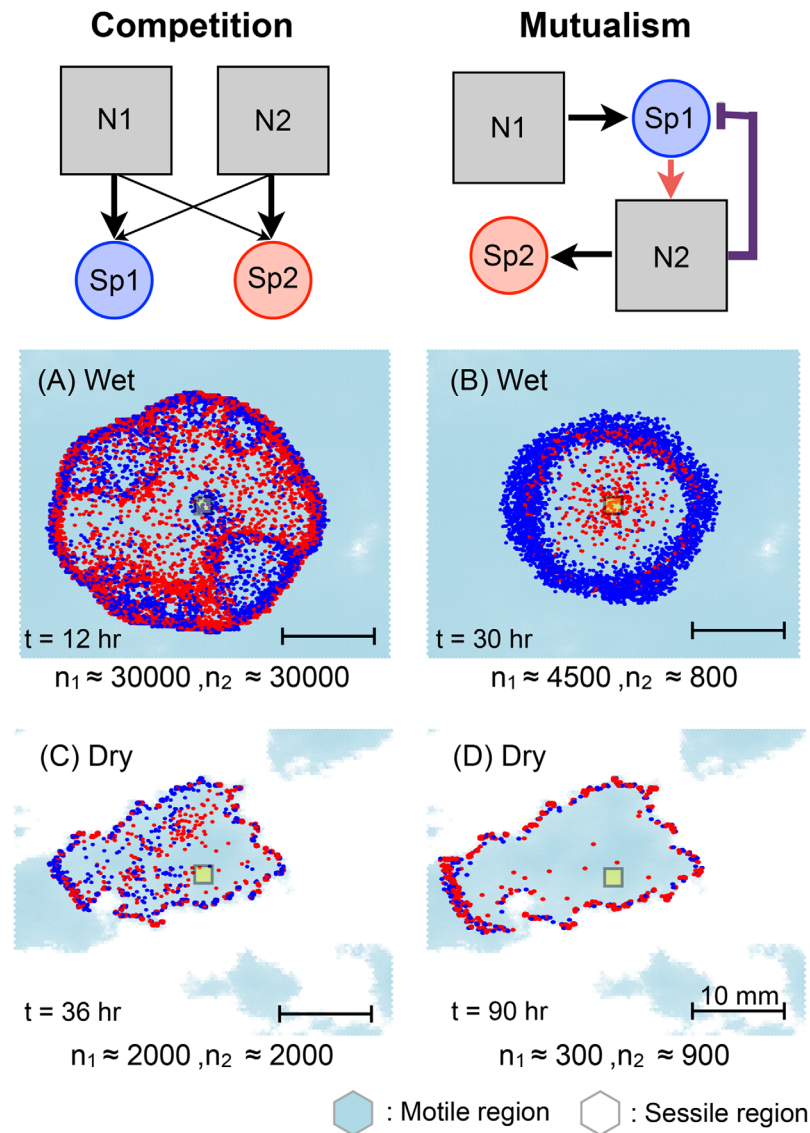 Competition
Mutualism
N1
N2
Sp1
Sp2
N1
Sp1
Sp2
N2
(A) Wet
t = 12 hr
n₁ ≈ 30000 ,n₂ ≈ 30000
(B) Wet
t = 30 hr
n₁ ≈ 4500 ,n₂ ≈ 800
(C) Dry
t = 36 hr
n₁ ≈ 2000 ,n₂ ≈ 2000
(D) Dry
t = 90 hr
10 mm
n₁ ≈ 300 ,n₂ ≈ 900
: Motile region
: Sessile region